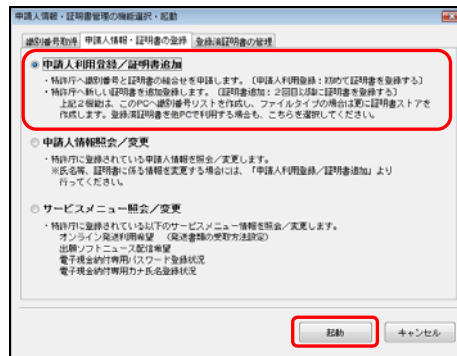 申請人情報・証明書管理の機能選択・起動
識別番号取得 申請人情報・証明書の登録 登録済証明書の管理
申請人利用登録/証明書追加
・特許庁へ識別番号と証明書の組合せを申請します。 (申請人利用登録:初めて証明書を登録する)
・特許庁へ新しい証明書を追加登録します。 (証明書追加:2回目以降に証明書を登録する)
上記2機能は、このPCへ識別番号リストを作成し、ファイルタイプの場合は更に証明書ストアを
作成します。登録済証明書を他PCで利用する場合も、こちらを選択してください。
申請人情報照会/変更
・特許庁に登録されている申請人情報を照会/変更します。
※氏名等、証明書に係る情報を変更する場合には、「申請人利用登録/証明書追加」より
行ってください。
サービスメニュー照会/変更
・特許庁に登録されている以下のサービスメニュー情報を照会/変更します。
オンライン発送利用希望 (発送書類の受取方法設定)
出願ソフトニュース配信希望
電子現金納付専用パスワード登録状況
電子現金納付専用カナ氏名登録状況
起動 キャンセル